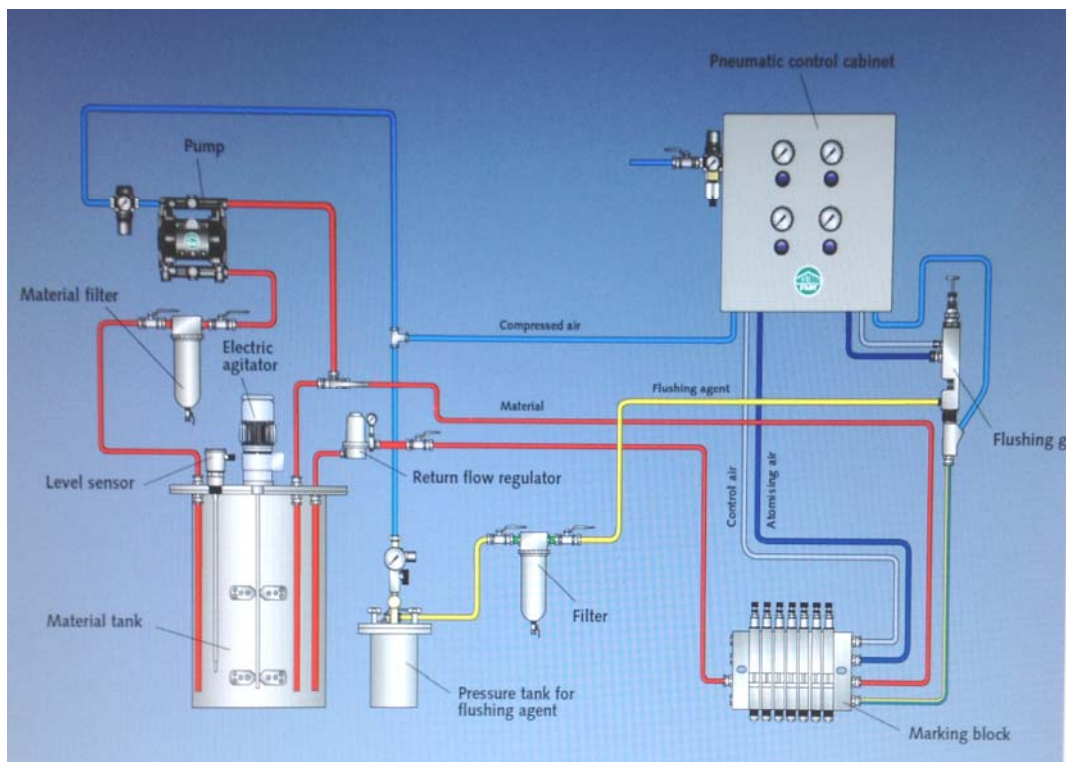 Pneumatic control cabinet
Pump
Material filter
Electric
agitator
Compressed air
Flushing agent
Material
Flushing g
Level sensor
Return flow regulator
Control air
Atomising air
Material tank
Filter
Pressure tank for
flushing agent
Marking block